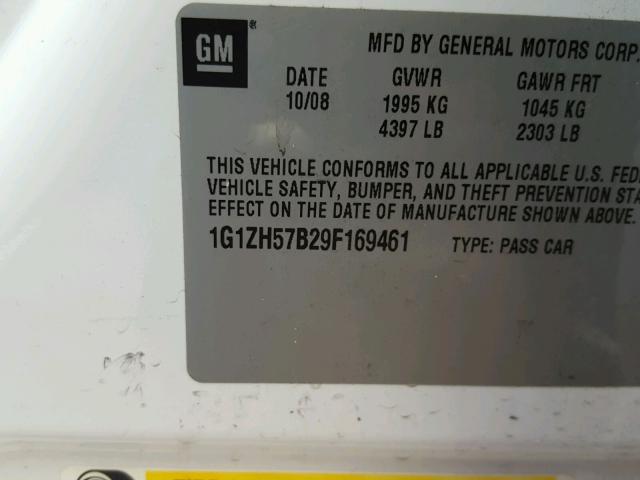 GM ®
MFD BY GENERAL MOTORS CORP.
DATE GVWR GAWR FRT
10/08 1995 KG 1045 KG
4397 LB 2303 LB
THIS VEHICLE CONFORMS TO ALL APPLICABLE U.S. FED
VEHICLE SAFETY, BUMPER, AND THEFT PREVENTION STA
EFFECT ON THE DATE OF MANUFACTURE SHOWN ABOVE.
1G1ZH57B29F169461 TYPE: PASS CAR